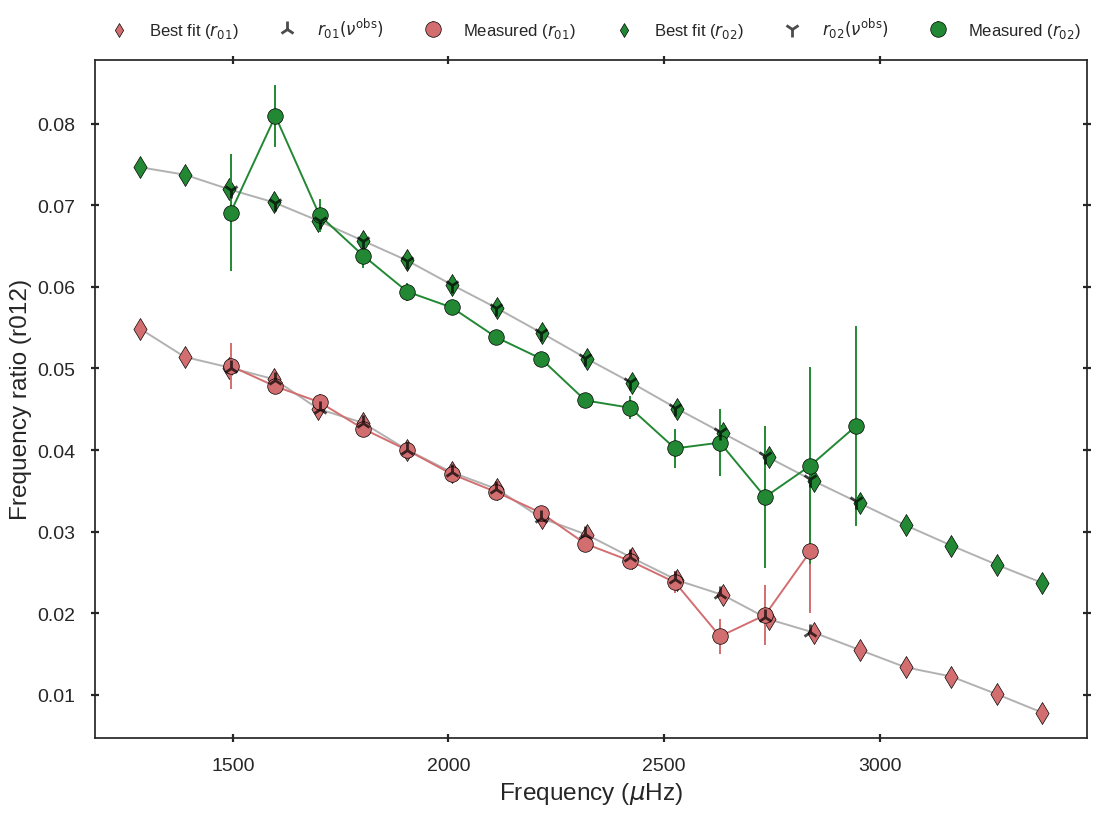 Best fit (r₀₁) r₀₁(νᵒᵇˢ) Measured (r₀₁) Best fit (r₀₂) r₀₂(νᵒᵇˢ) Measured (r₀₂)
0.08
0.07
0.06
0.05
0.04
0.03
0.02
0.01
Frequency ratio (r012)
1500 2000 2500 3000
Frequency (μHz)